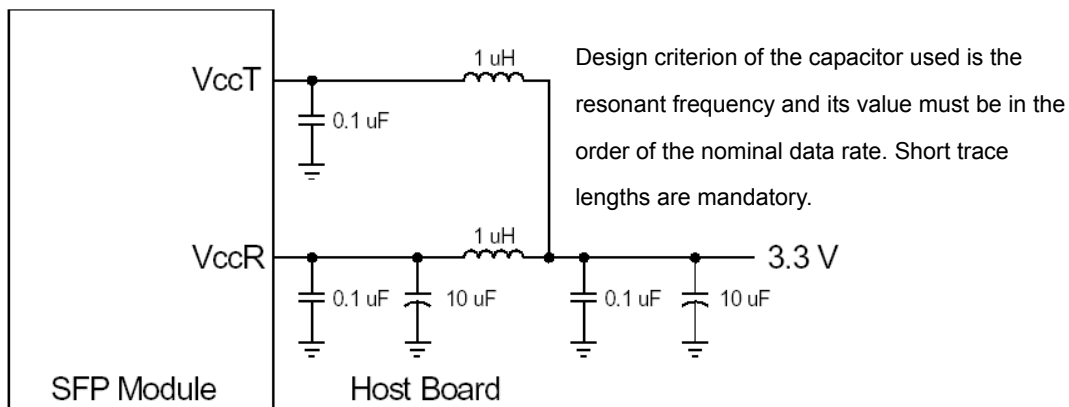 1 uH
VccT
0.1 uF
Design criterion of the capacitor used is the
resonant frequency and its value must be in the
order of the nominal data rate. Short trace
lengths are mandatory.
1 uH
VccR
3.3 V
0.1 uF
10 uF
0.1 uF
10 uF
SFP Module
Host Board